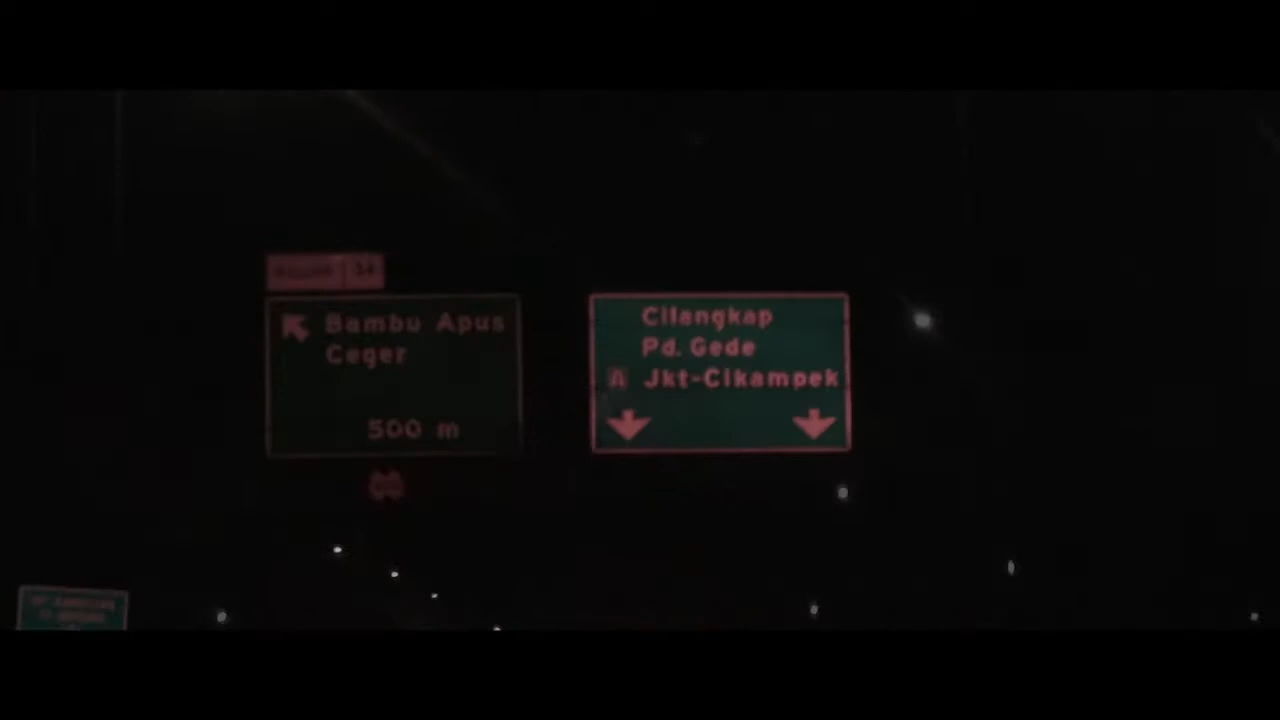 Bambu Apus
Ceger
500 m
Cilangkap
Pd. Gede
A Jkt-Cikampek